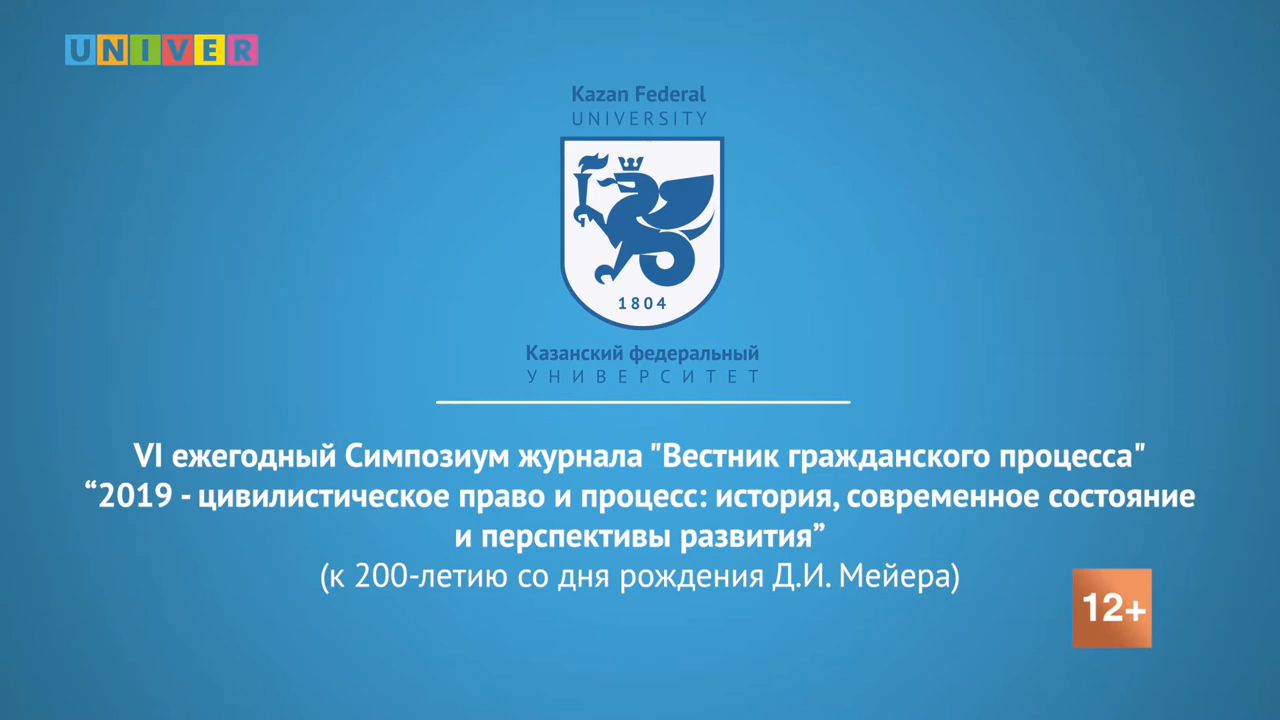 UNIVER
Kazan Federal
UNIVERSITY
1804
Казанский федеральный
УНИВЕРСИТЕТ
VI ежегодный Симпозиум журнала "Вестник гражданского процесса"
“2019 - цивилистическое право и процесс: история, современное состояние
и перспективы развития”
(к 200-летию со дня рождения Д.И. Мейера)
12+